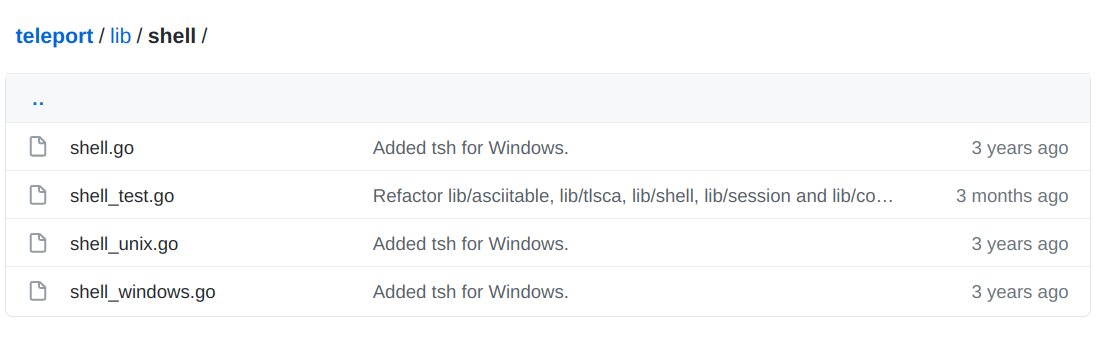 teleport / lib / shell /
..
shell.go Added tsh for Windows. 3 years ago
shell_test.go Refactor lib/asciitable, lib/tlsca, lib/shell, lib/session and lib/co… 3 months ago
shell_unix.go Added tsh for Windows. 3 years ago
shell_windows.go Added tsh for Windows. 3 years ago